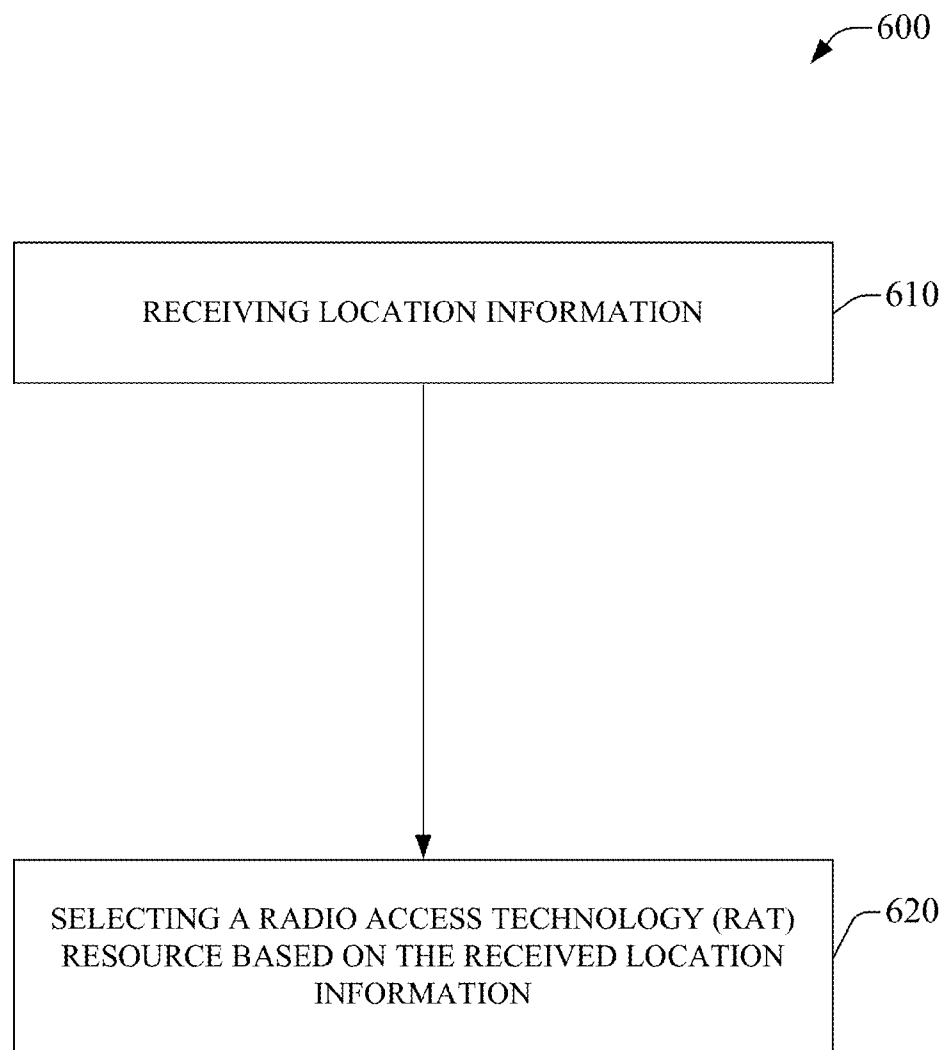 600
RECEIVING LOCATION INFORMATION
610
SELECTING A RADIO ACCESS TECHNOLOGY (RAT)
RESOURCE BASED ON THE RECEIVED LOCATION
INFORMATION
620